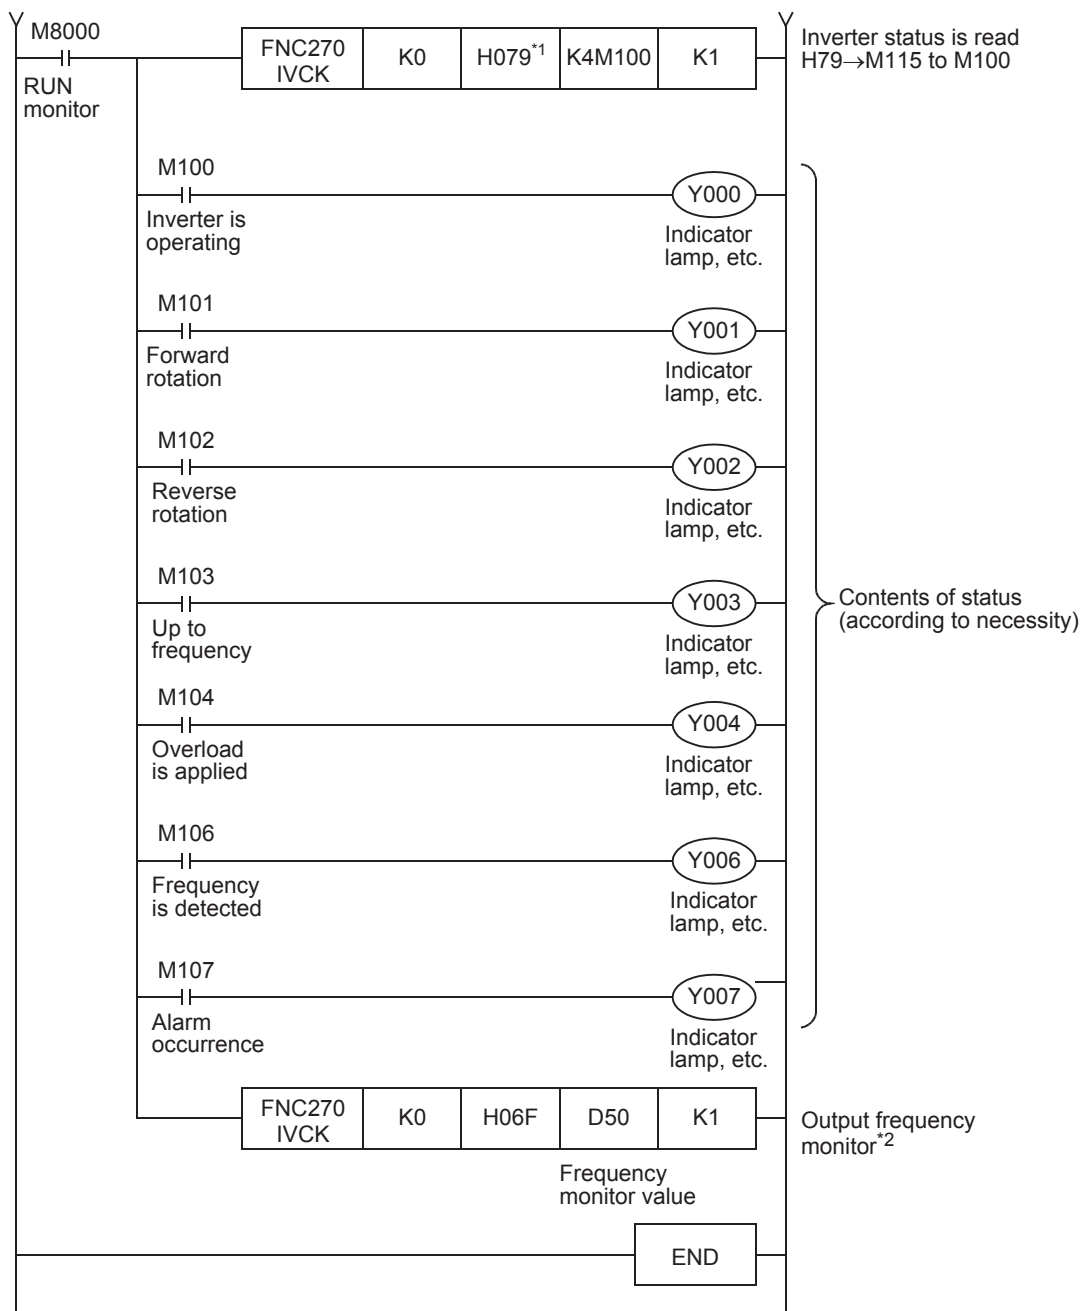 M8000
RUN
monitor
FNC270
IVCK
K0
H079*1
K4M100
K1
Inverter status is read
H79→M115 to M100
M100
Inverter is
operating
Y000
Indicator
lamp, etc.
M101
Forward
rotation
Y001
Indicator
lamp, etc.
M102
Reverse
rotation
Y002
Indicator
lamp, etc.
M103
Up to
frequency
Y003
Indicator
lamp, etc.
Contents of status
(according to necessity)
M104
Overload
is applied
Y004
Indicator
lamp, etc.
M106
Frequency
is detected
Y006
Indicator
lamp, etc.
M107
Alarm
occurrence
Y007
Indicator
lamp, etc.
FNC270
IVCK
K0
H06F
D50
K1
Output frequency
monitor*2
Frequency
monitor value
END